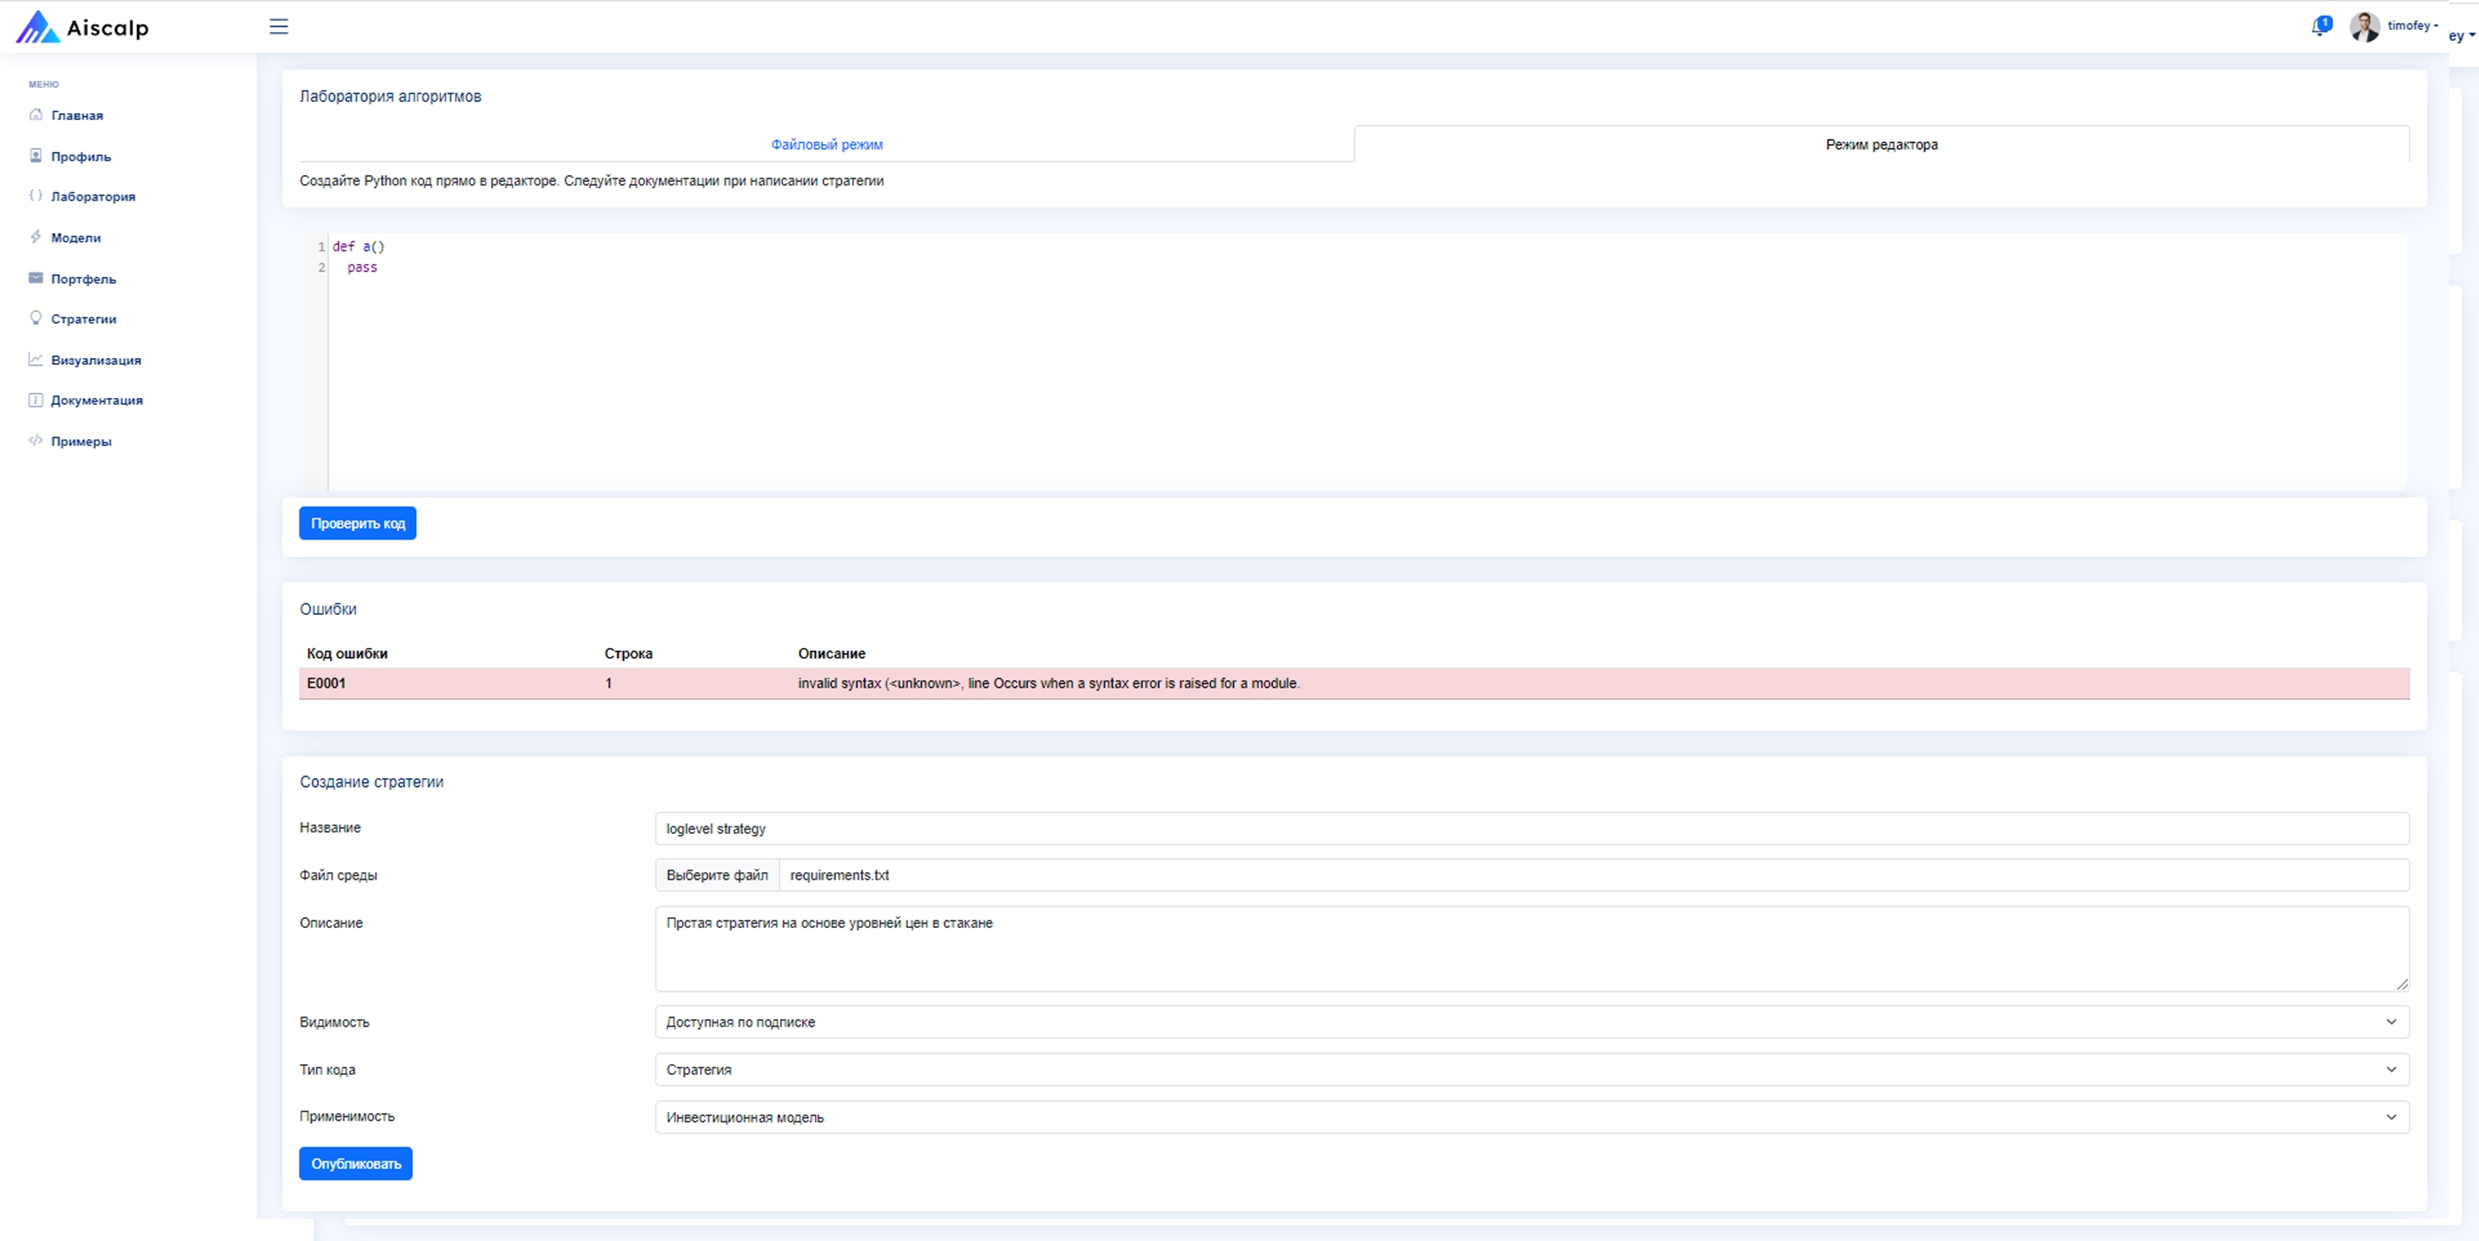 Aiscalp
1
timofey
ey
МЕНЮ
Главная
Профиль
Лаборатория
Модели
Портфель
Стратегии
Визуализация
Документация
Примеры
Лаборатория алгоритмов
Файловый режим
Режим редактора
Создайте Python код прямо в редакторе. Следуйте документации при написании стратегии
1 def a()
2 pass
Проверить код
Ошибки
Код ошибки Строка Описание
E0001 1 invalid syntax (<unknown>, line Occurs when a syntax error is raised for a module.
Создание стратегии
Название loglevel strategy
Файл среды Выберите файл requirements.txt
Описание Прстая стратегия на основе уровней цен в стакане
Видимость Доступная по подписке
Тип кода Стратегия
Применимость Инвестиционная модель
Опубликовать